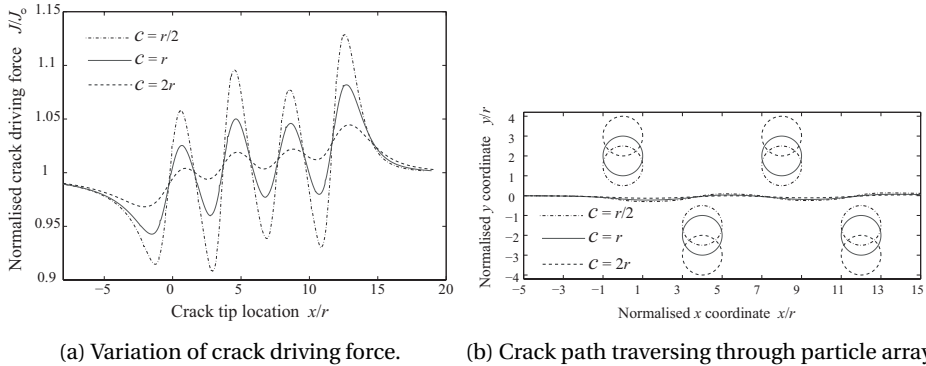 Normalised crack driving force J/Jo
1.15
1.1
1.05
1
0.95
0.9
c = r/2
c = r
c = 2r
−5 0 5 10 15 20
Crack tip location x/r
(a) Variation of crack driving force.
Normalised y coordinate y/r
4
3
2
1
0
−1
−2
−3
−4
c = r/2
c = r
c = 2r
−5 −3 −1 1 3 5 7 9 11 13 15
Normalised x coordinate x/r
(b) Crack path traversing through particle array